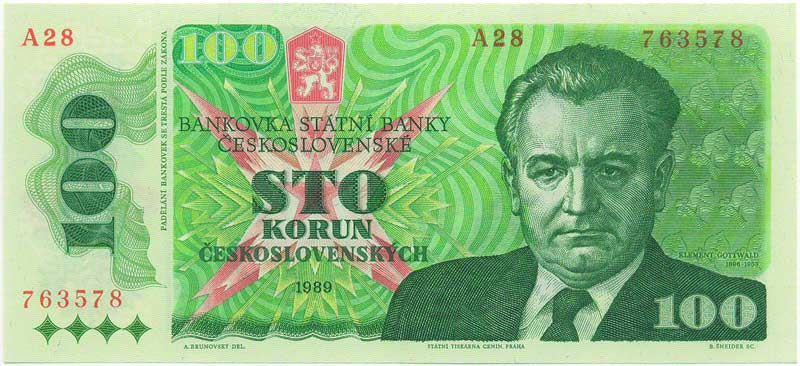 A28
100
A28
763578
100
PADĚLÁNÍ BANKOVEK SE TRESTÁ PODLE ZÁKONA
BANKOVKA STÁTNÍ BANKY
ČESKOSLOVENSKÉ
STO
KORUN
ČESKOSLOVENSKÝCH
1989
KLEMENT GOTTWALD
1896-1953
763578
100
A. BRUNOVSKÝ DEL.
STÁTNÍ TISKÁRNA CENIN, PRAHA
B. ŠNEIDER SC.